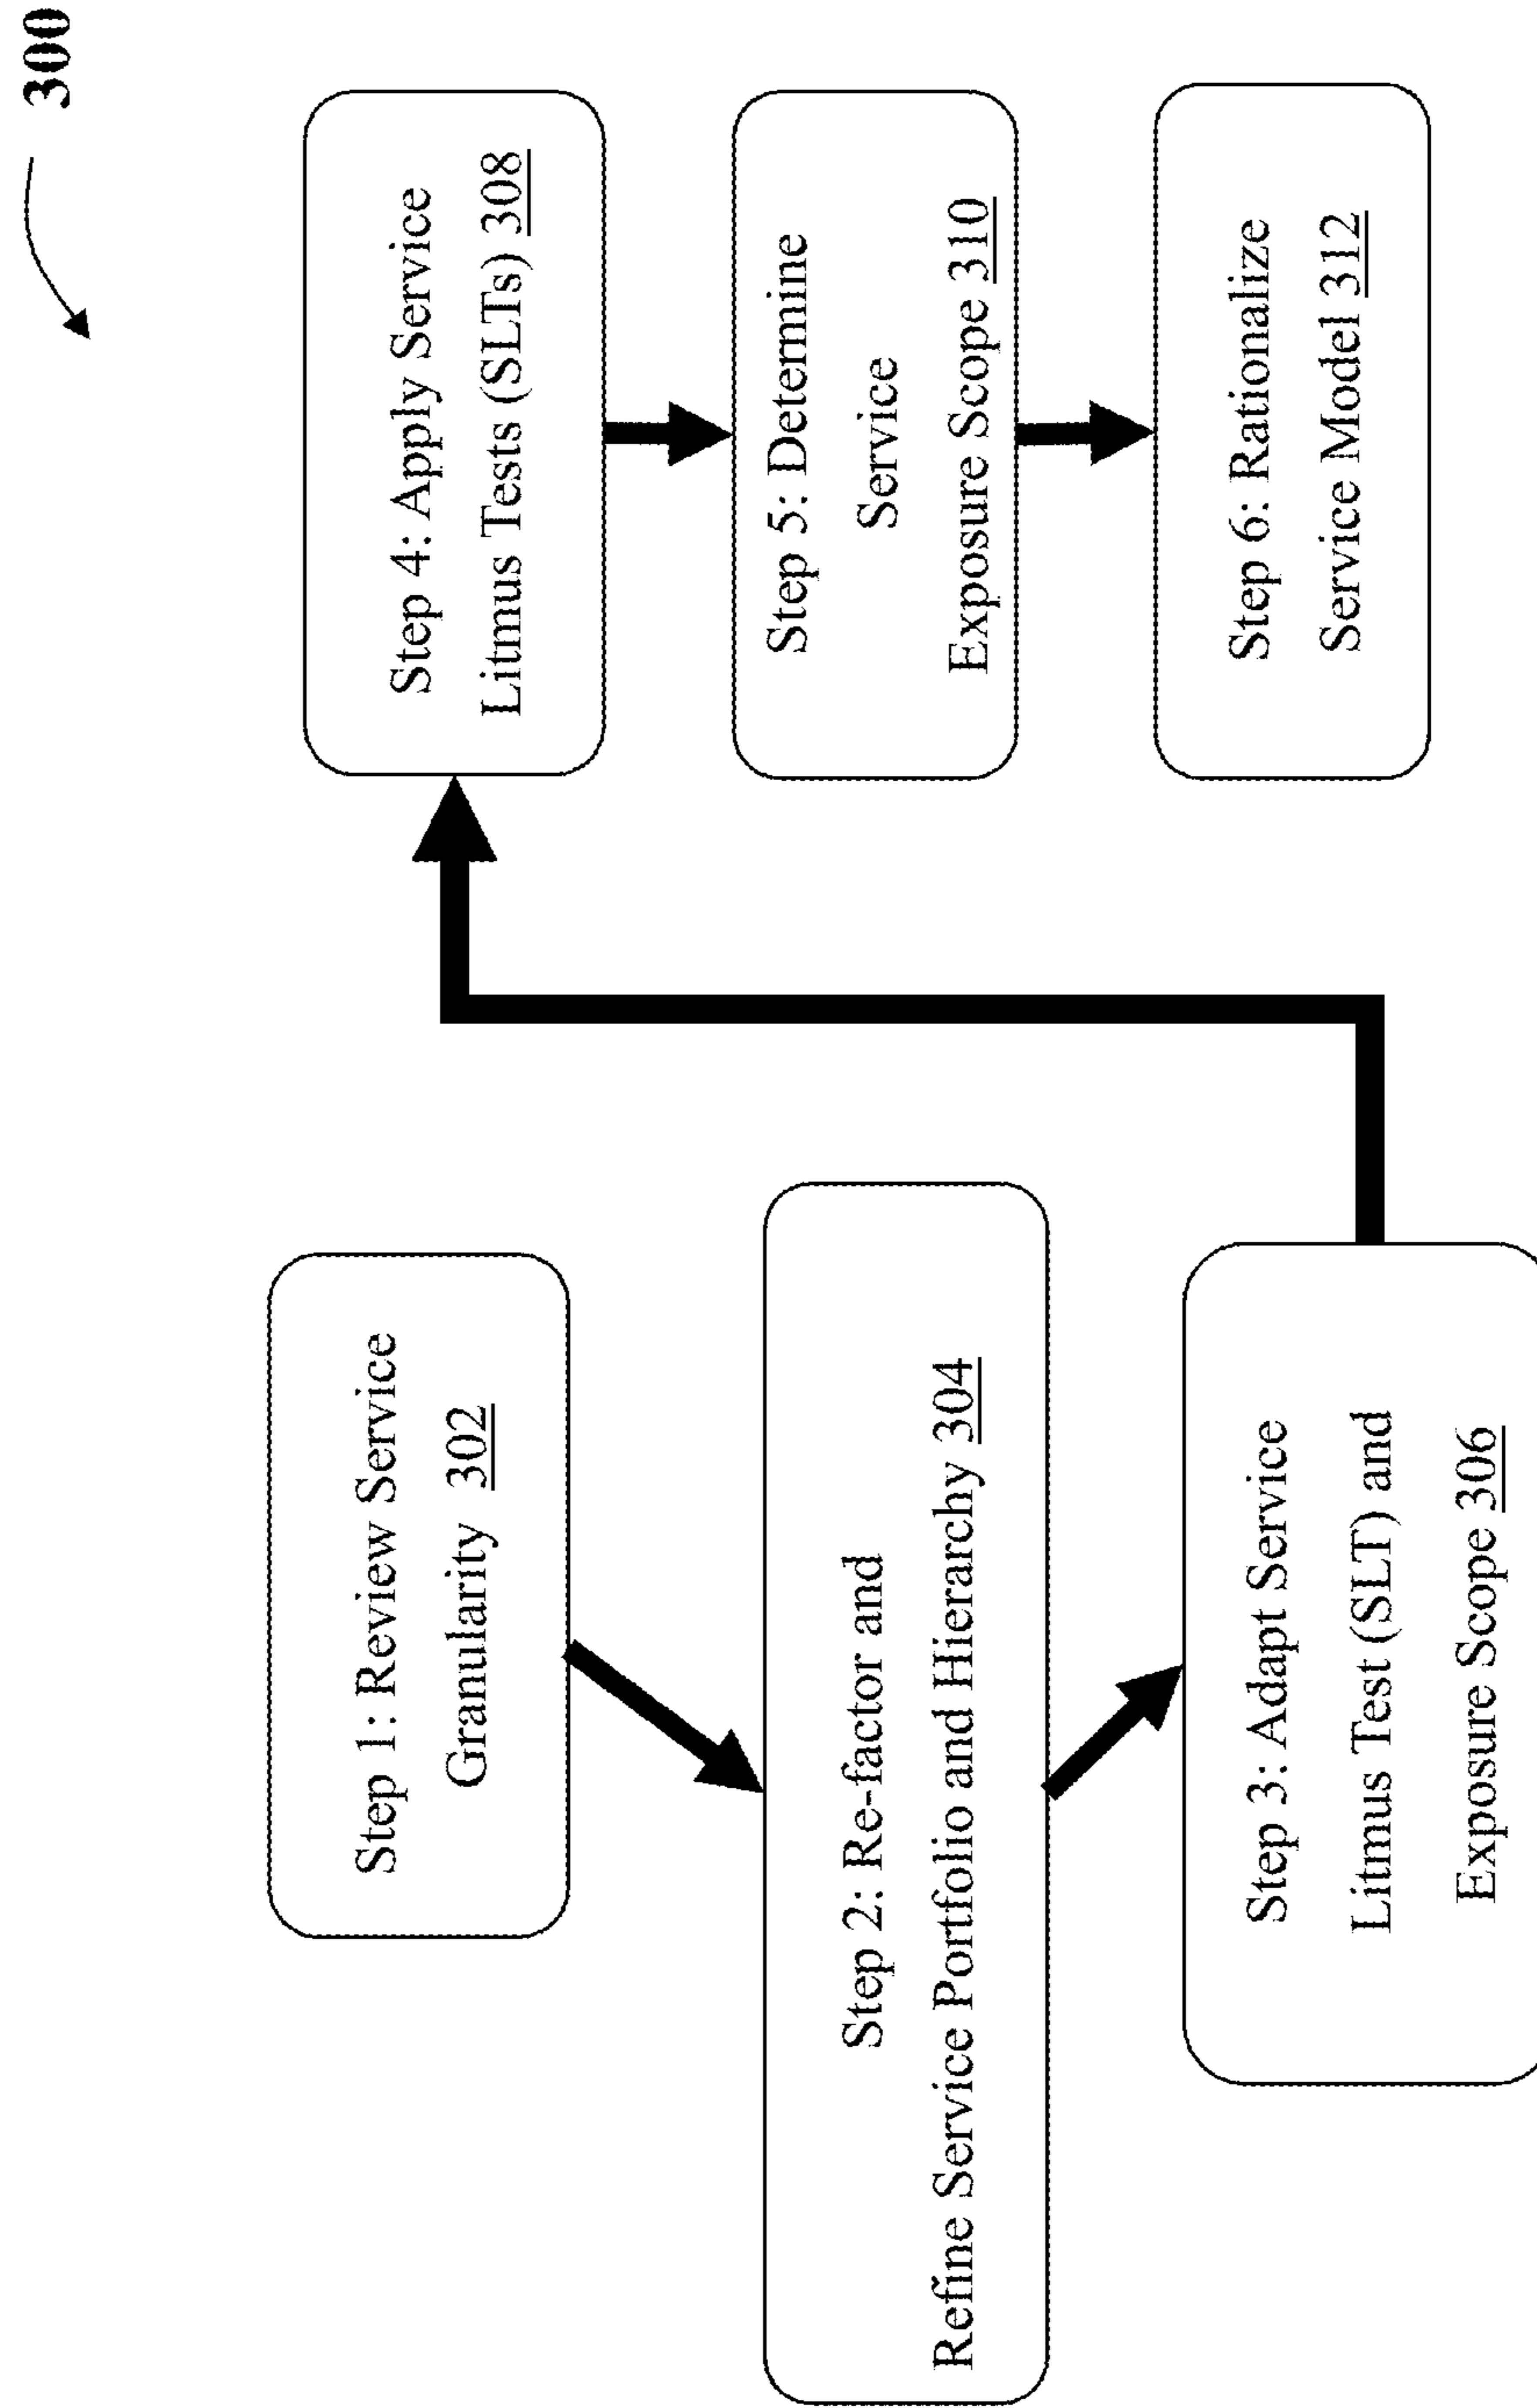 300
Step 1: Review Service
Granularity 302
Step 2: Re-factor and
Refine Service Portfolio and Hierarchy 304
Step 3: Adapt Service
Litmus Test (SLT) and
Exposure Scope 306
Step 4: Apply Service
Litmus Tests (SLTs) 308
Step 5: Determine
Service
Exposure Scope 310
Step 6: Rationalize
Service Model 312